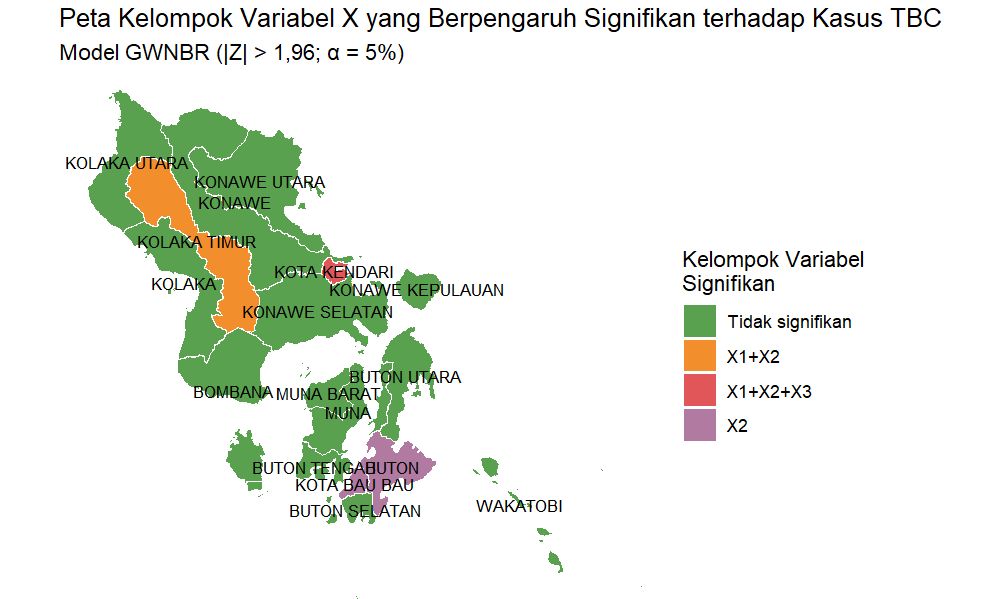 Peta Kelompok Variabel X yang Berpengaruh Signifikan terhadap Kasus TBC
Model GWNBR (|Z| > 1,96; α = 5%)
KOLAKA UTARA
KONAWE UTARA
KONAWE
KOLAKA TIMUR
KOTA KENDARI
KOLAKA
KONAWE KEPULAUAN
KONAWE SELATAN
BUTON UTARA
BOMBANA
MUNA BARAT
MUNA
BUTON TENGAH
BUTON
KOTA BAU BAU
WAKATOBI
BUTON SELATAN
Kelompok Variabel
Signifikan
Tidak signifikan
X1+X2
X1+X2+X3
X2